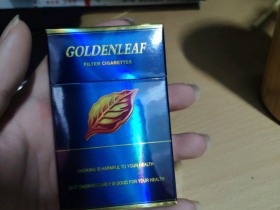 GOLDENLEAF
FILTER CIGARETTES
SMOKING IS HARMFUL TO YOUR HEALTH
QUIT SMOKING EARLY IS GOOD FOR YOUR HEALTH